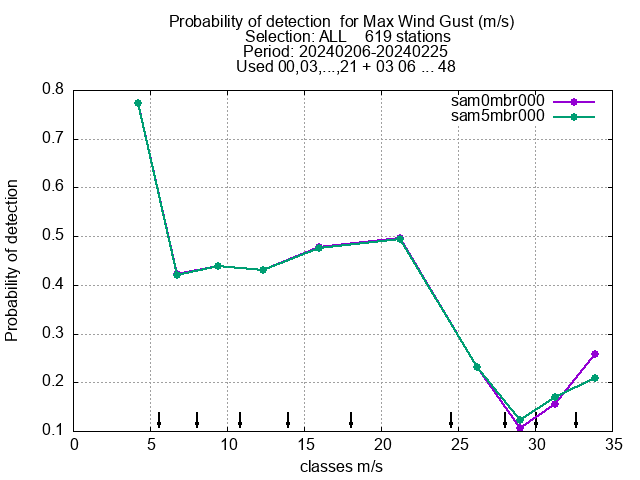 Probability of detection  for Max Wind Gust (m/s)
Selection: ALL    619 stations
Period: 20240206-20240225
Used 00,03,...,21 + 03 06 ... 48
sam0mbr000
sam5mbr000
0.8
0.7
0.6
0.5
0.4
0.3
0.2
0.1
Probability of detection
0 5 10 15 20 25 30 35
classes m/s